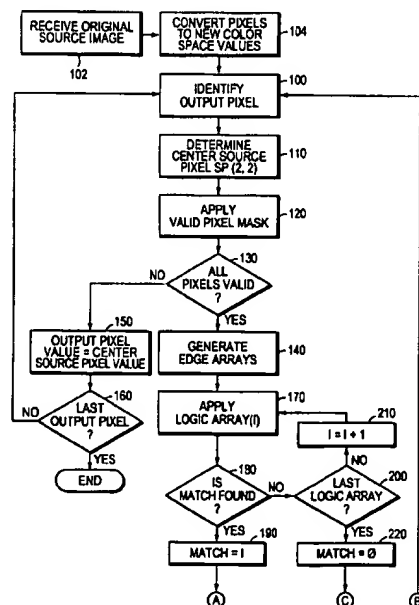 RECEIVE ORIGINAL
SOURCE IMAGE
102
CONVERT PIXELS
TO NEW COLOR
SPACE VALUES
104
100
IDENTIFY
OUTPUT PIXEL
110
DETERMINE
CENTER SOURCE
PIXEL SP (2, 2)
120
APPLY
VALID PIXEL MASK
130
NO
ALL
PIXELS VALID
?
YES
150
OUTPUT PIXEL
VALUE = CENTER
SOURCE PIXEL VALUE
GENERATE
EDGE ARRAYS
140
160
NO
LAST
OUTPUT PIXEL
?
YES
END
170
APPLY
LOGIC ARRAY(I)
210
I = I + 1
NO
180
IS
MATCH FOUND
?
NO
200
LAST
LOGIC ARRAY
?
YES
190
MATCH = I
YES
220
MATCH = Ø
A
C
B